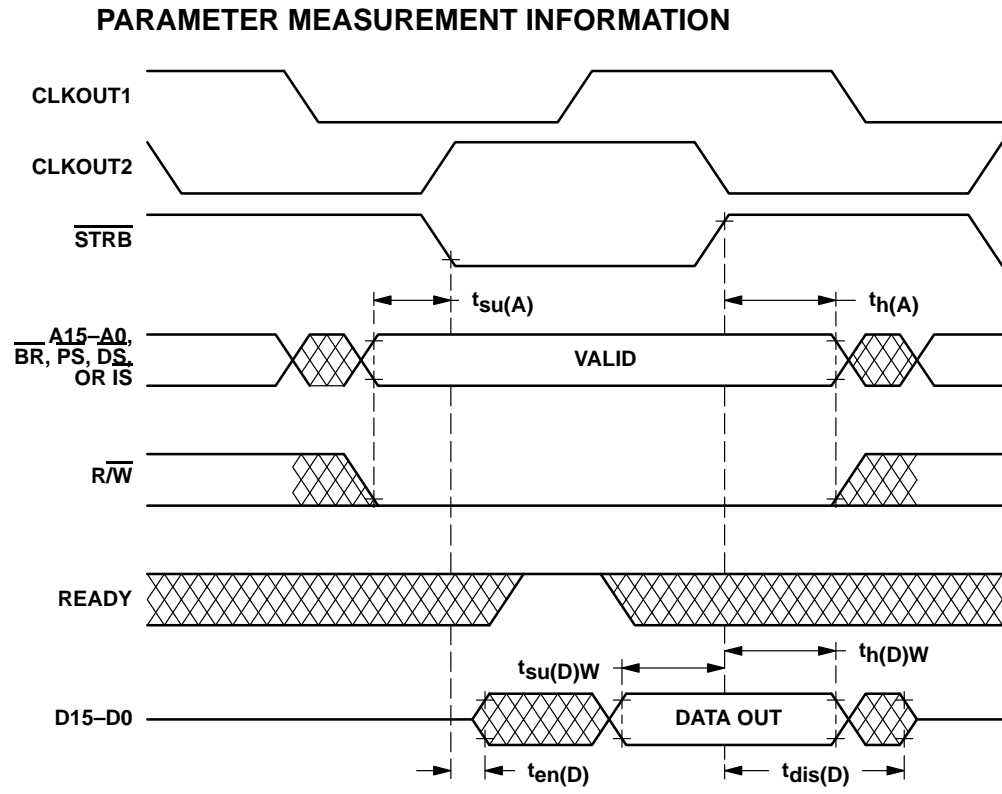 PARAMETER MEASUREMENT INFORMATION
CLKOUT1
CLKOUT2
STRB
tsu(A)
th(A)
A15–A0,
BR, PS, DS,
OR IS
VALID
R/W
READY
tsu(D)W
th(D)W
D15–D0
DATA OUT
ten(D)
tdis(D)